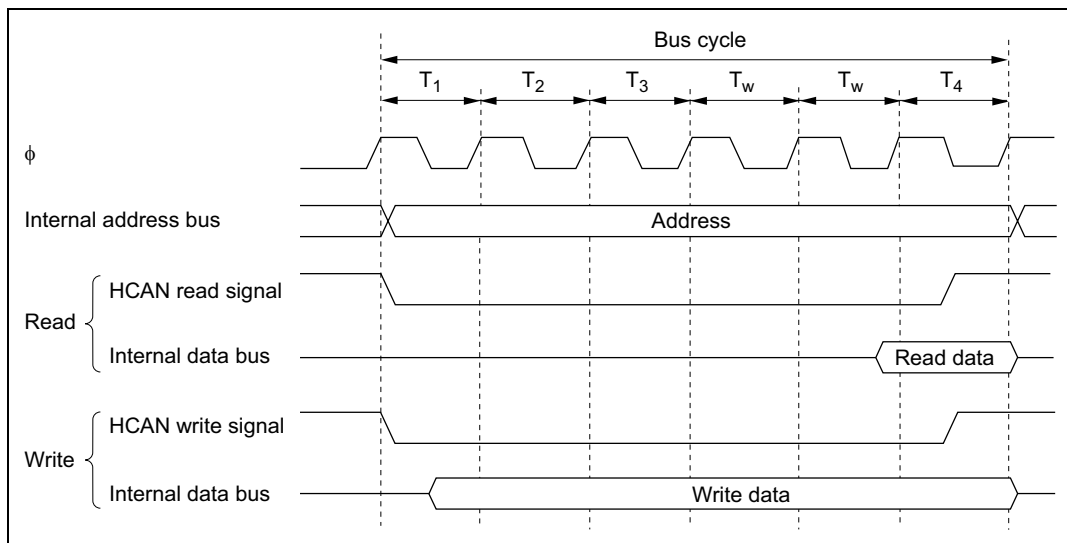 Bus cycle
T1 T2 T3 Tw Tw T4
ϕ
Internal address bus Address
HCAN read signal
Read
Internal data bus Read data
HCAN write signal
Write
Internal data bus Write data